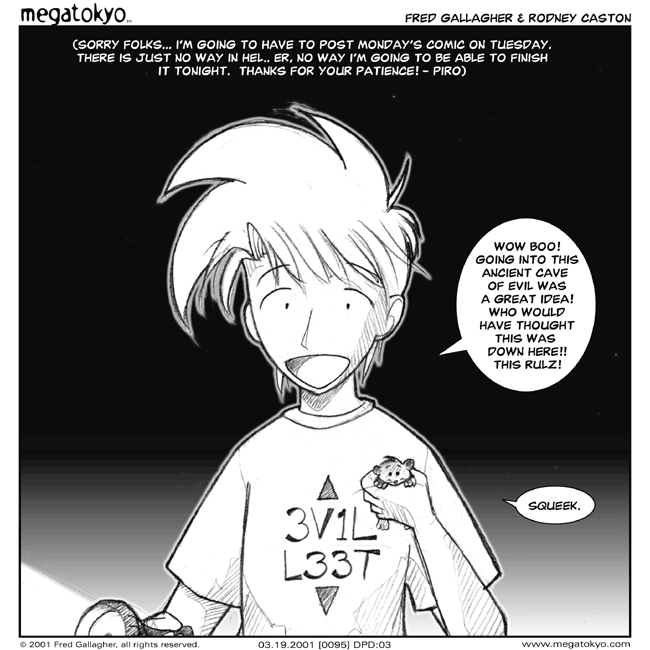 megatokyo tm
FRED GALLAGHER & RODNEY CASTON
(SORRY FOLKS... I'M GOING TO HAVE TO POST MONDAY'S COMIC ON TUESDAY.
THERE IS JUST NO WAY IN HEL.. ER, NO WAY I'M GOING TO BE ABLE TO FINISH
IT TONIGHT. THANKS FOR YOUR PATIENCE! - PIRO)
WOW BOO!
GOING INTO THIS
ANCIENT CAVE
OF EVIL WAS
A GREAT IDEA!
WHO WOULD
HAVE THOUGHT
THIS WAS
DOWN HERE!!
THIS RULZ!
SQUEEK.
3V1L
L33T
© 2001 Fred Gallagher, all rights reserved.
03.19.2001 [0095] DPD:03
www.megatokyo.com